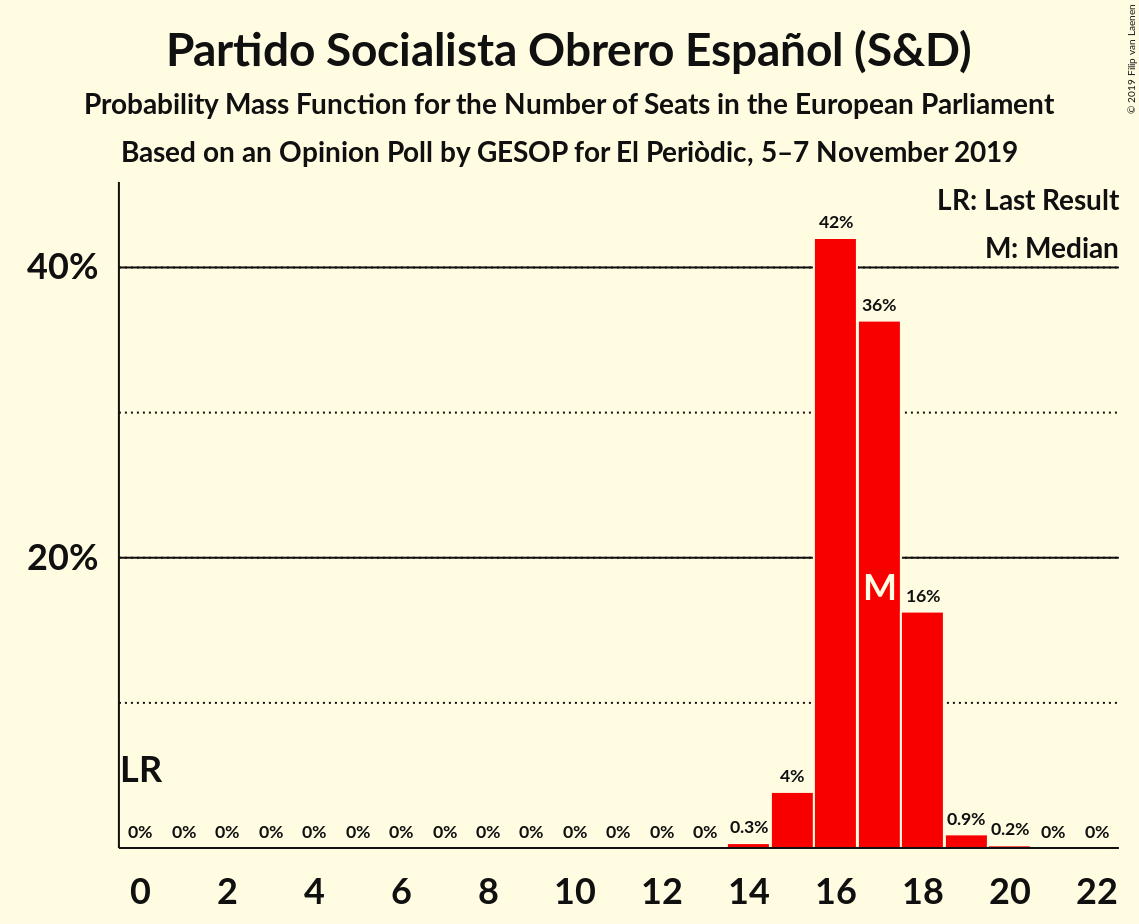 Partido Socialista Obrero Español (S&D)
Probability Mass Function for the Number of Seats in the European Parliament
Based on an Opinion Poll by GESOP for El Periòdic, 5–7 November 2019
© 2019 Filip van Laenen
LR: Last Result
M: Median
40%
20%
42%
36%
M
16%
LR
4%
0% 0% 0% 0% 0% 0% 0% 0% 0% 0% 0% 0% 0% 0% 0.3% 0.9% 0.2% 0% 0%
0 2 4 6 8 10 12 14 16 18 20 22